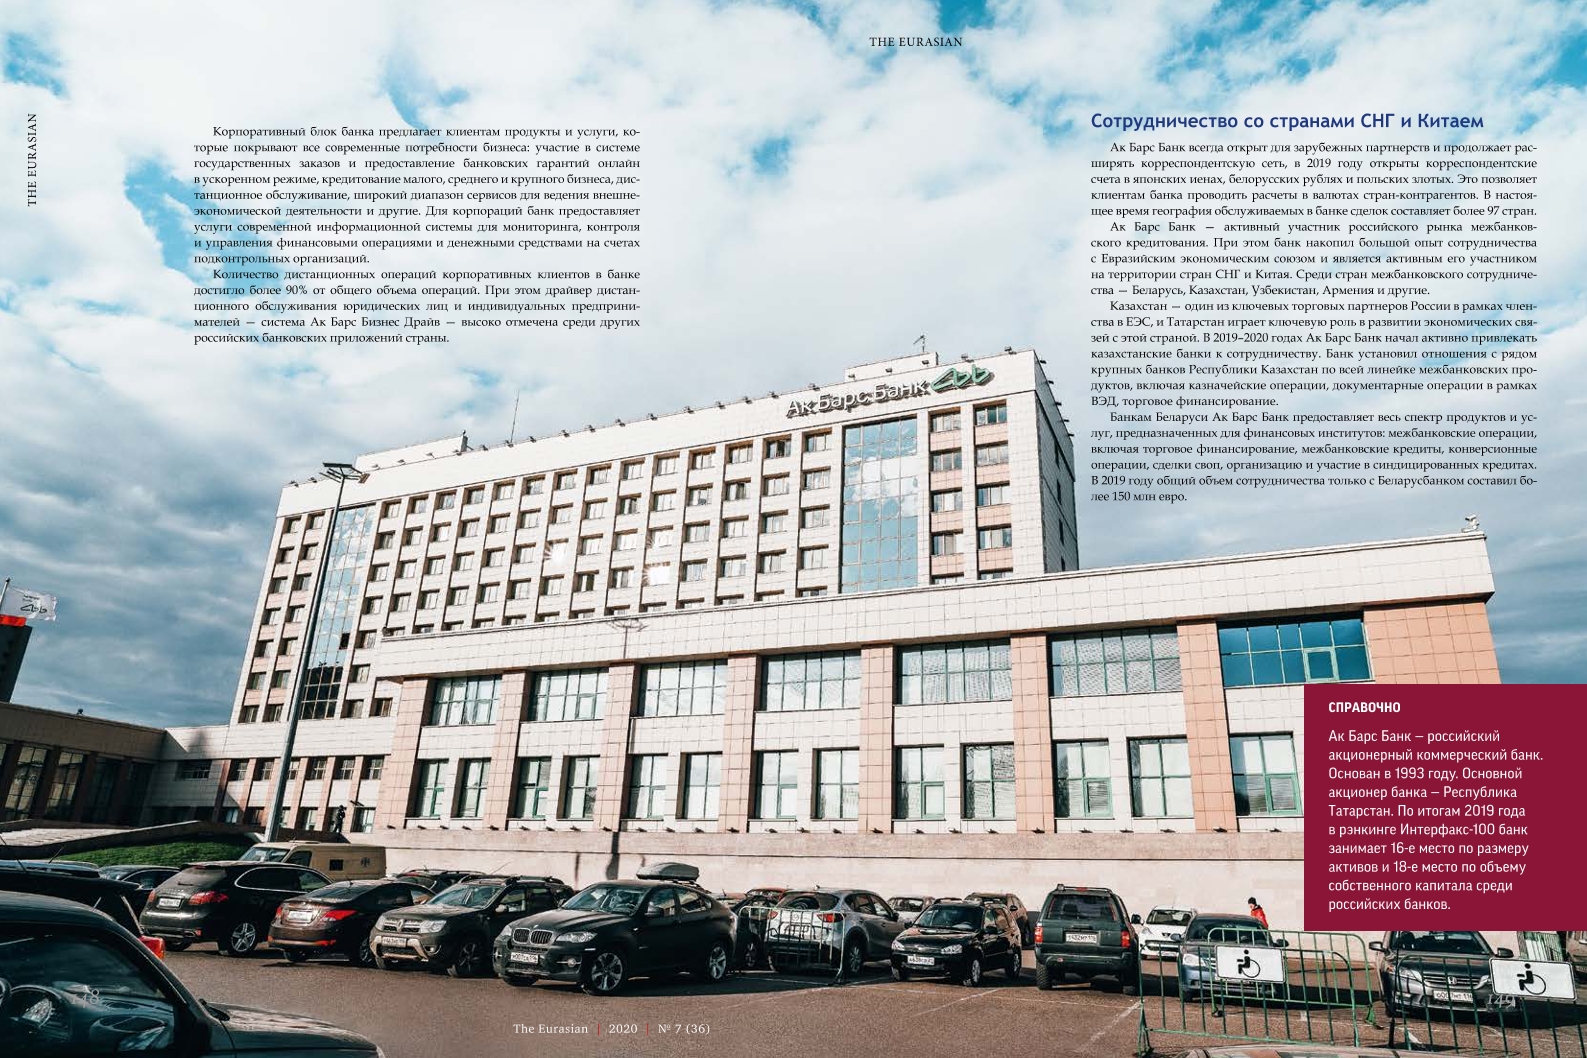 THE EURASIAN
THE EURASIAN
Корпоративный блок банка предлагает клиентам продукты и услуги, ко-
торые покрывают все современные потребности бизнеса: участие в системе
государственных заказов и предоставление банковских гарантий онлайн
в ускоренном режиме, кредитование малого, среднего и крупного бизнеса, дис-
танционное обслуживание, широкий диапазон сервисов для ведения внешне-
экономической деятельности и другие. Для корпораций банк предоставляет
услуги современной информационной системы для мониторинга, контроля
и управления финансовыми операциями и денежными средствами на счетах
подконтрольных организаций.
Количество дистанционных операций корпоративных клиентов в банке
достигло более 90% от общего объема операций. При этом драйвер дистан-
ционного обслуживания юридических лиц и индивидуальных предприни-
мателей — система Ак Барс Бизнес Драйв — высоко отмечена среди других
российских банковских приложений страны.
Сотрудничество со странами СНГ и Китаем
Ак Барс Банк всегда открыт для зарубежных партнерств и продолжает рас-
ширять корреспондентскую сеть, в 2019 году открыты корреспондентские
счета в японских иенах, белорусских рублях и польских злотых. Это позволяет
клиентам банка проводить расчеты в валютах стран-контрагентов. В настоя-
щее время география обслуживаемых в банке сделок составляет более 97 стран.
Ак Барс Банк — активный участник российского рынка межбанков-
ского кредитования. При этом банк накопил большой опыт сотрудничества
с Евразийским экономическим союзом и является активным его участником
на территории стран СНГ и Китая. Среди стран межбанковского сотрудниче-
ства — Беларусь, Казахстан, Узбекистан, Армения и другие.
Казахстан — один из ключевых торговых партнеров России в рамках член-
ства в ЕЭС, и Татарстан играет ключевую роль в развитии экономических свя-
зей с этой страной. В 2019–2020 годах Ак Барс Банк начал активно привлекать
казахстанские банки к сотрудничеству. Банк установил отношения с рядом
крупных банков Республики Казахстан по всей линейке межбанковских про-
дуктов, включая казначейские операции, документарные операции в рамках
ВЭД, торговое финансирование.
Банкам Беларуси Ак Барс Банк предоставляет весь спектр продуктов и ус-
луг, предназначенных для финансовых институтов: межбанковские операции,
включая торговое финансирование, межбанковские кредиты, конверсионные
операции, сделки своп, организацию и участие в синдицированных кредитах.
В 2019 году общий объем сотрудничества только с Беларусбанком составил бо-
лее 150 млн евро.
Ак Барс Банк
СПРАВОЧНО
Ак Барс Банк – российский
акционерный коммерческий банк.
Основан в 1993 году. Основной
акционер банка – Республика
Татарстан. По итогам 2019 года
в рэнкинге Интерфакс-100 банк
занимает 16-е место по размеру
активов и 18-е место по объему
собственного капитала среди
российских банков.
148
149
The Eurasian | 2020 | № 7 (36)